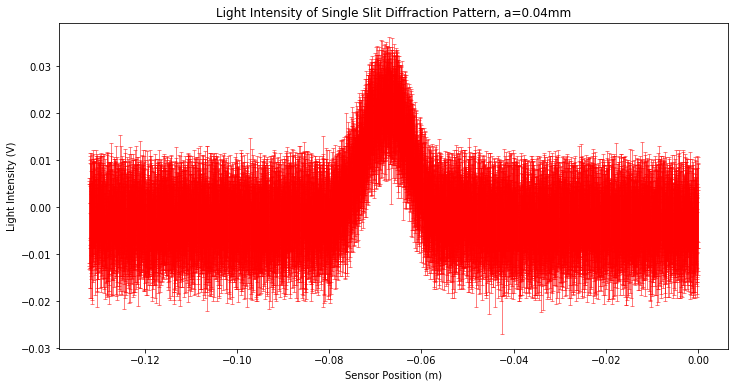 Light Intensity of Single Slit Diffraction Pattern, a=0.04mm
Light Intensity (V)
0.03
0.02
0.01
0.00
−0.01
−0.02
−0.03
−0.12 −0.10 −0.08 −0.06 −0.04 −0.02 0.00
Sensor Position (m)